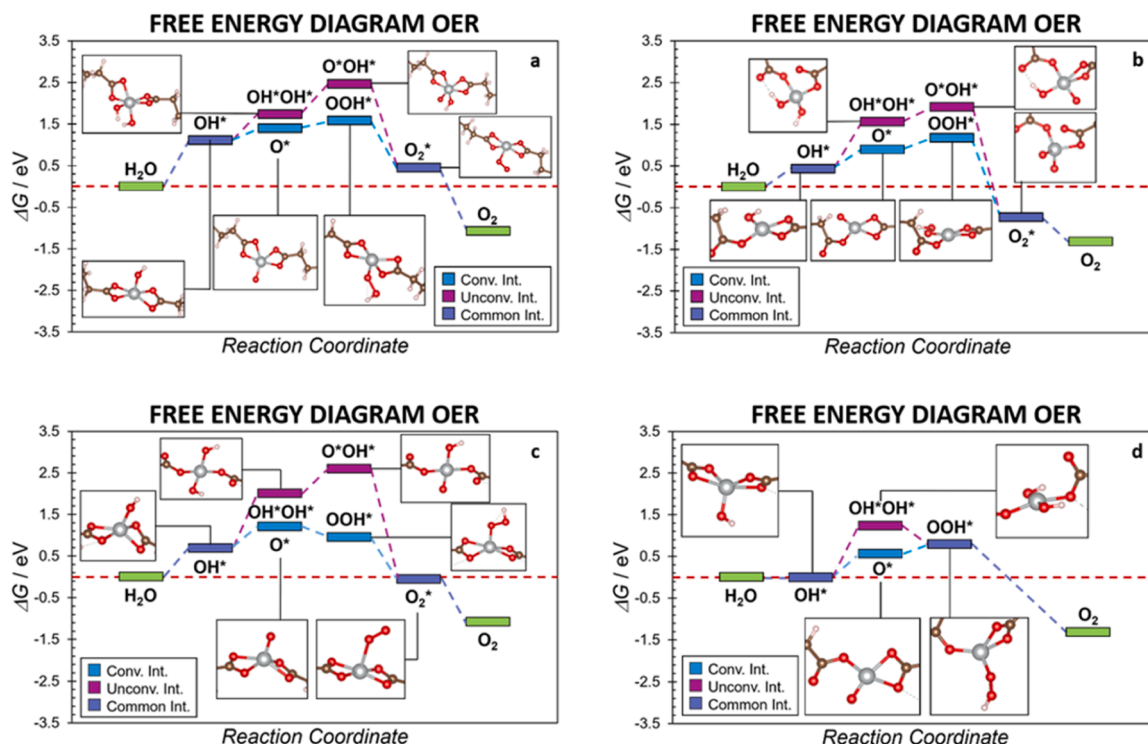 FREE ENERGY DIAGRAM OER
a
3.5
2.5
1.5
0.5
-0.5
-1.5
-2.5
-3.5
ΔG / eV
H₂O
OH*
OH*OH*
O*
O*OH*
OOH*
O₂*
O₂
Conv. Int.
Unconv. Int.
Common Int.
Reaction Coordinate
FREE ENERGY DIAGRAM OER
b
3.5
2.5
1.5
0.5
-0.5
-1.5
-2.5
-3.5
ΔG / eV
H₂O
OH*
OH*OH*
O*
O*OH*
OOH*
O₂*
O₂
Conv. Int.
Unconv. Int.
Common Int.
Reaction Coordinate
FREE ENERGY DIAGRAM OER
c
3.5
2.5
1.5
0.5
-0.5
-1.5
-2.5
-3.5
ΔG / eV
H₂O
OH*
OH*OH*
O*
O*OH*
OOH*
O₂*
O₂
Conv. Int.
Unconv. Int.
Common Int.
Reaction Coordinate
FREE ENERGY DIAGRAM OER
d
3.5
2.5
1.5
0.5
-0.5
-1.5
-2.5
-3.5
ΔG / eV
H₂O
OH*
OH*OH*
O*
OOH*
O₂
Conv. Int.
Unconv. Int.
Common Int.
Reaction Coordinate